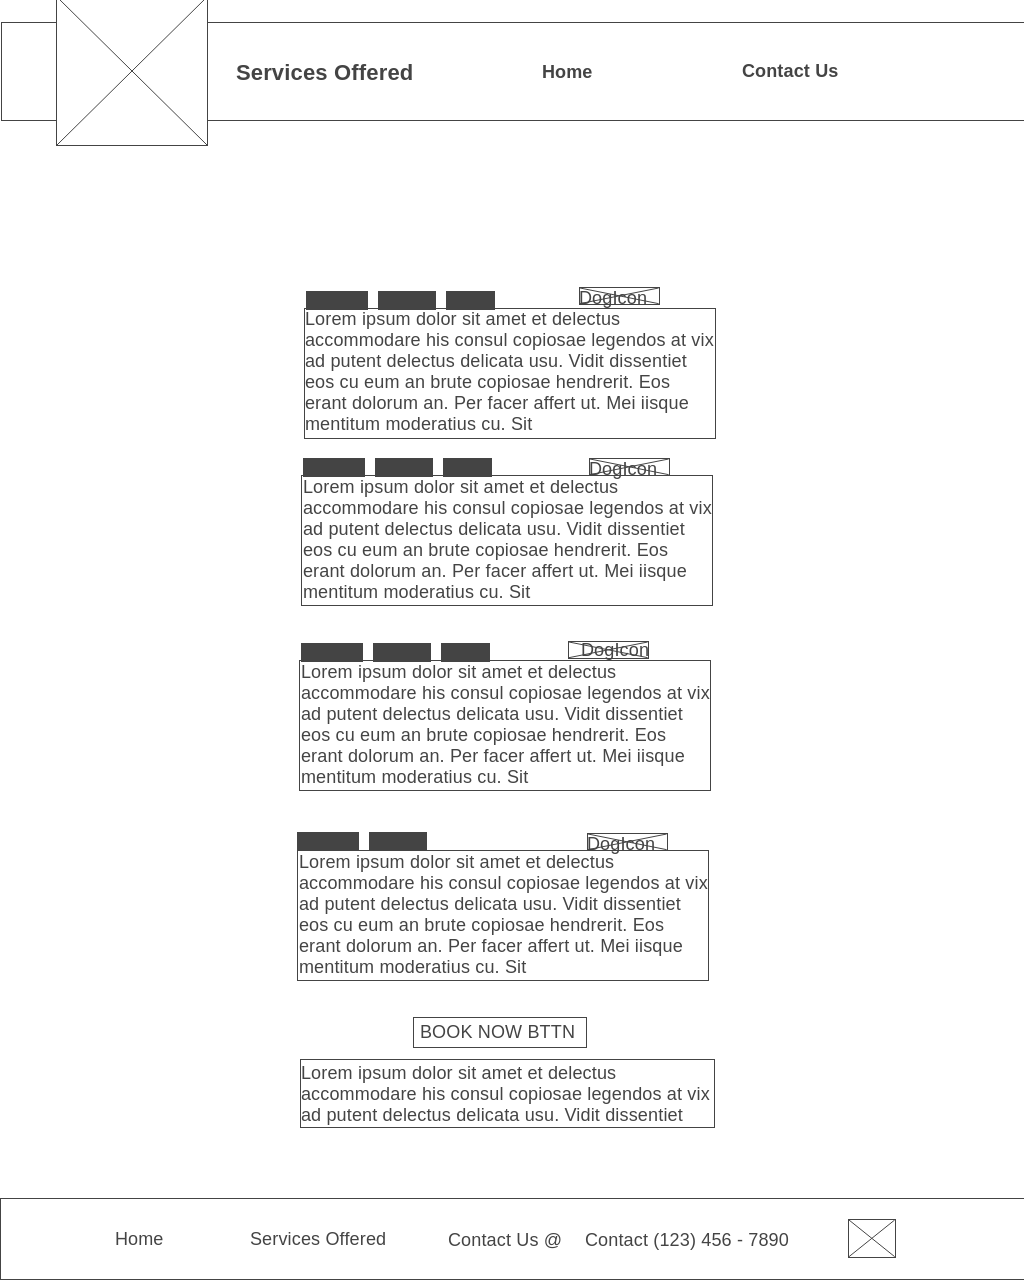 Services Offered
Home
Contact Us
DogIcon
Lorem ipsum dolor sit amet et delectus
accommodare his consul copiosae legendos at vix
ad putent delectus delicata usu. Vidit dissentiet
eos cu eum an brute copiosae hendrerit. Eos
erant dolorum an. Per facer affert ut. Mei iisque
mentitum moderatius cu. Sit
DogIcon
Lorem ipsum dolor sit amet et delectus
accommodare his consul copiosae legendos at vix
ad putent delectus delicata usu. Vidit dissentiet
eos cu eum an brute copiosae hendrerit. Eos
erant dolorum an. Per facer affert ut. Mei iisque
mentitum moderatius cu. Sit
DogIcon
Lorem ipsum dolor sit amet et delectus
accommodare his consul copiosae legendos at vix
ad putent delectus delicata usu. Vidit dissentiet
eos cu eum an brute copiosae hendrerit. Eos
erant dolorum an. Per facer affert ut. Mei iisque
mentitum moderatius cu. Sit
DogIcon
Lorem ipsum dolor sit amet et delectus
accommodare his consul copiosae legendos at vix
ad putent delectus delicata usu. Vidit dissentiet
eos cu eum an brute copiosae hendrerit. Eos
erant dolorum an. Per facer affert ut. Mei iisque
mentitum moderatius cu. Sit
BOOK NOW BTTN
Lorem ipsum dolor sit amet et delectus
accommodare his consul copiosae legendos at vix
ad putent delectus delicata usu. Vidit dissentiet
Home
Services Offered
Contact Us @
Contact (123) 456 - 7890